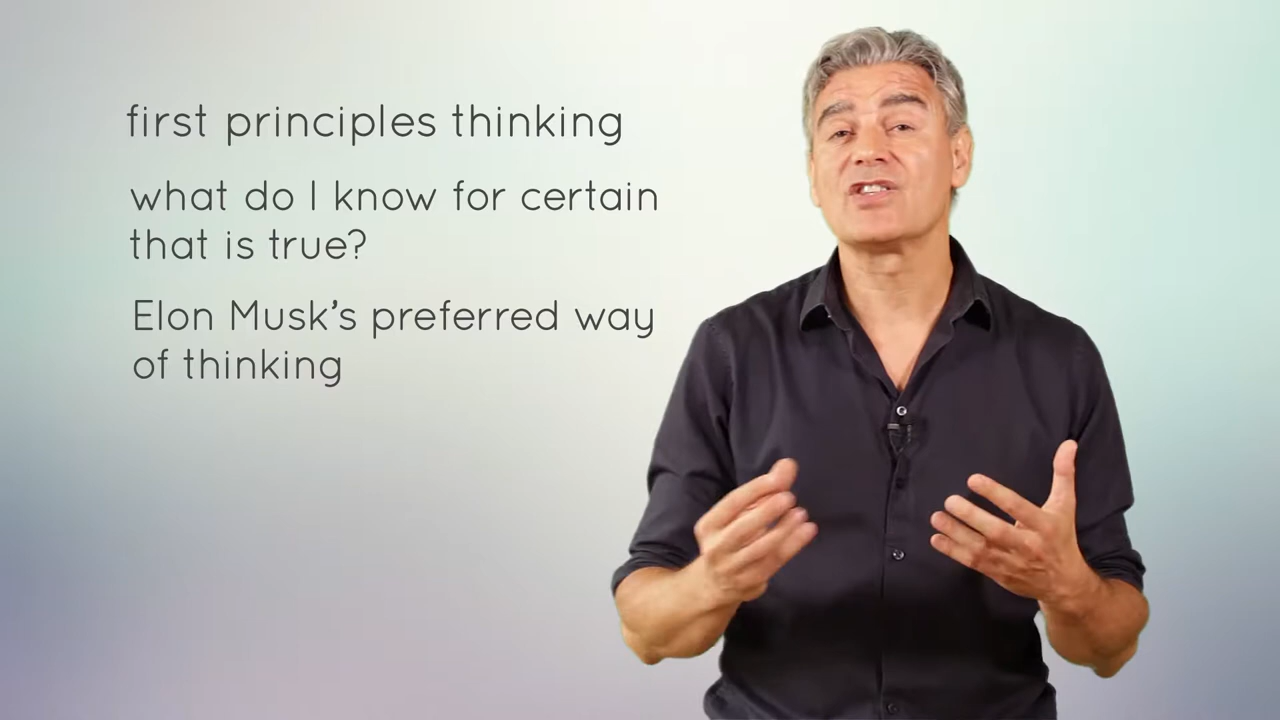 first principles thinking
what do I know for certain
that is true?
Elon Musk's preferred way
of thinking